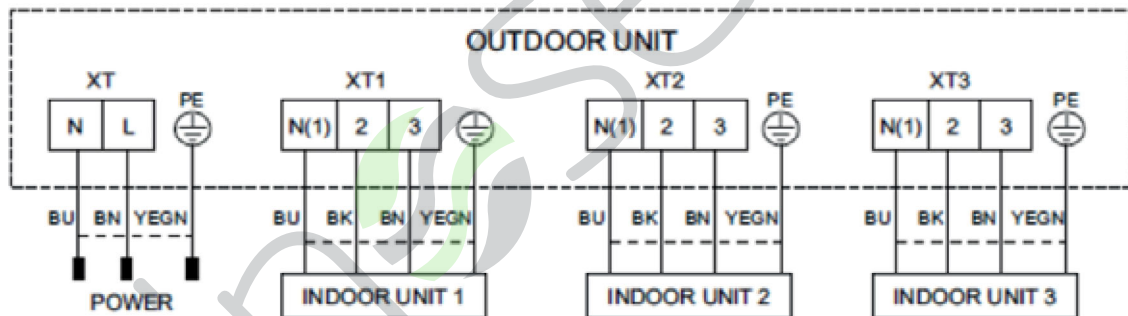 OUTDOOR UNIT
XT XT1 XT2 XT3
PE PE PE
N L N(1) 2 3 N(1) 2 3 N(1) 2 3
BU BN YEGN BU BK BN YEGN BU BK BN YEGN BU BK BN YEGN
POWER INDOOR UNIT 1 INDOOR UNIT 2 INDOOR UNIT 3